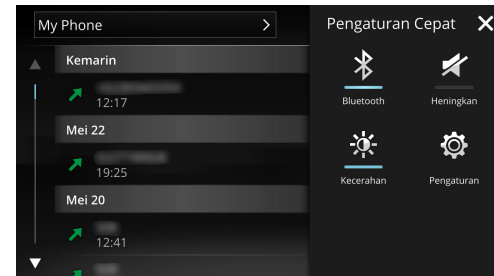 My Phone
Kemarin
12:17
Mei 22
19:25
Mei 20
12:41
Pengaturan Cepat
Bluetooth
Heningkan
Kecerahan
Pengaturan